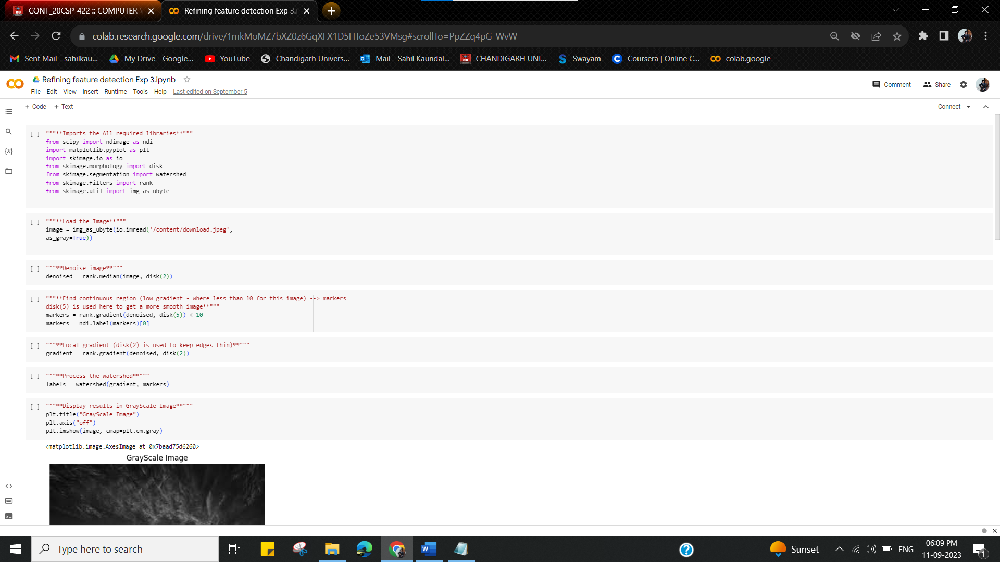 CONT_20CSP-422 :: COMPUTER
Refining feature detection Exp 3.i
colab.research.google.com/drive/1mkMoMZ7bXZ0z6GqXFX1D5HToZe53VMsg#scrollTo=PpZZq4pG_WvW
Sent Mail - sahilkau... My Drive - Google... YouTube Chandigarh Univers... Mail - Sahil Kaundal... CHANDIGARH UNI... Swayam Coursera | Online C... colab.google
Refining feature detection Exp 3.ipynb
Comment Share
File Edit View Insert Runtime Tools Help Last edited on September 5
+ Code + Text
Connect
[ ] """**Imports the All required libraries**"""
from scipy import ndimage as ndi
import matplotlib.pyplot as plt
import skimage.io as io
from skimage.morphology import disk
from skimage.segmentation import watershed
from skimage.filters import rank
from skimage.util import img_as_ubyte
[ ] """**Load the Image**"""
image = img_as_ubyte(io.imread('/content/download.jpeg',
as_gray=True))
[ ] """**Denoise image**"""
denoised = rank.median(image, disk(2))
[ ] """**Find continuous region (low gradient - where less than 10 for this image) --> markers
disk(5) is used here to get a more smooth image**"""
markers = rank.gradient(denoised, disk(5)) < 10
markers = ndi.label(markers)[0]
[ ] """**Local gradient (disk(2) is used to keep edges thin)**"""
gradient = rank.gradient(denoised, disk(2))
[ ] """**Process the watershed**"""
labels = watershed(gradient, markers)
[ ] """**Display results in GrayScale Image**"""
plt.title("GrayScale Image")
plt.axis("off")
plt.imshow(image, cmap=plt.cm.gray)
<matplotlib.image.AxesImage at 0x7baad75d6260>
GrayScale Image
Type here to search
Sunset
ENG
06:09 PM
11-09-2023
1